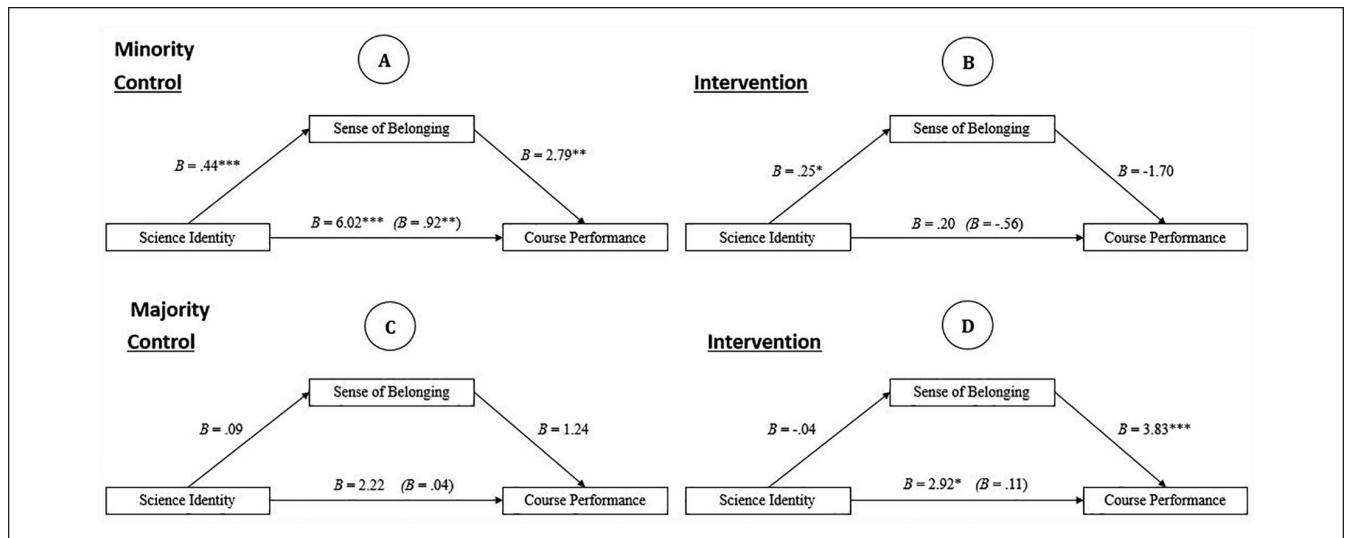 Minority
Control
A
Sense of Belonging
B = .44***
B = 2.79**
B = 6.02*** (B = .92**)
Science Identity
Course Performance
Intervention
B
Sense of Belonging
B = .25*
B = -1.70
B = .20 (B = -.56)
Science Identity
Course Performance
Majority
Control
C
Sense of Belonging
B = .09
B = 1.24
B = 2.22 (B = .04)
Science Identity
Course Performance
Intervention
D
Sense of Belonging
B = -.04
B = 3.83***
B = 2.92* (B = .11)
Science Identity
Course Performance